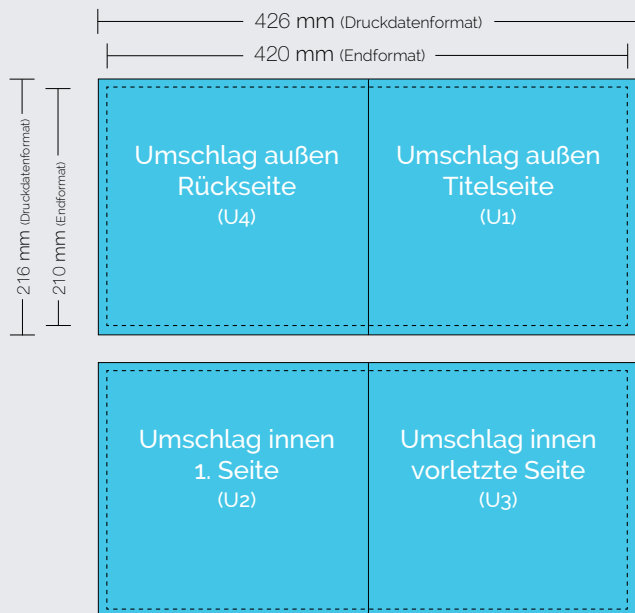 426 mm (Druckdatenformat)
420 mm (Endformat)
216 mm (Druckdatenformat)
210 mm (Endformat)
Umschlag außen
Rückseite
(U4)
Umschlag außen
Titelseite
(U1)
Umschlag innen
1. Seite
(U2)
Umschlag innen
vorletzte Seite
(U3)